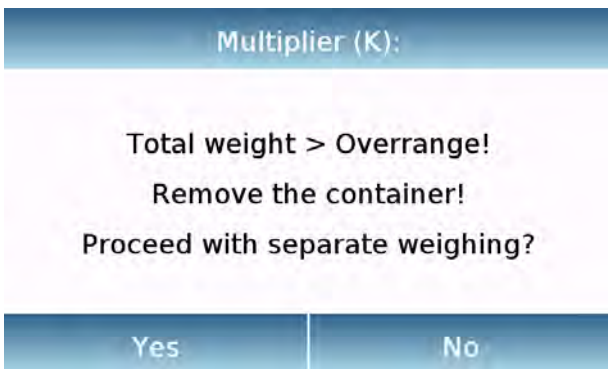 Multiplier (K):
Total weight > Overrange!
Remove the container!
Proceed with separate weighing?
Yes No